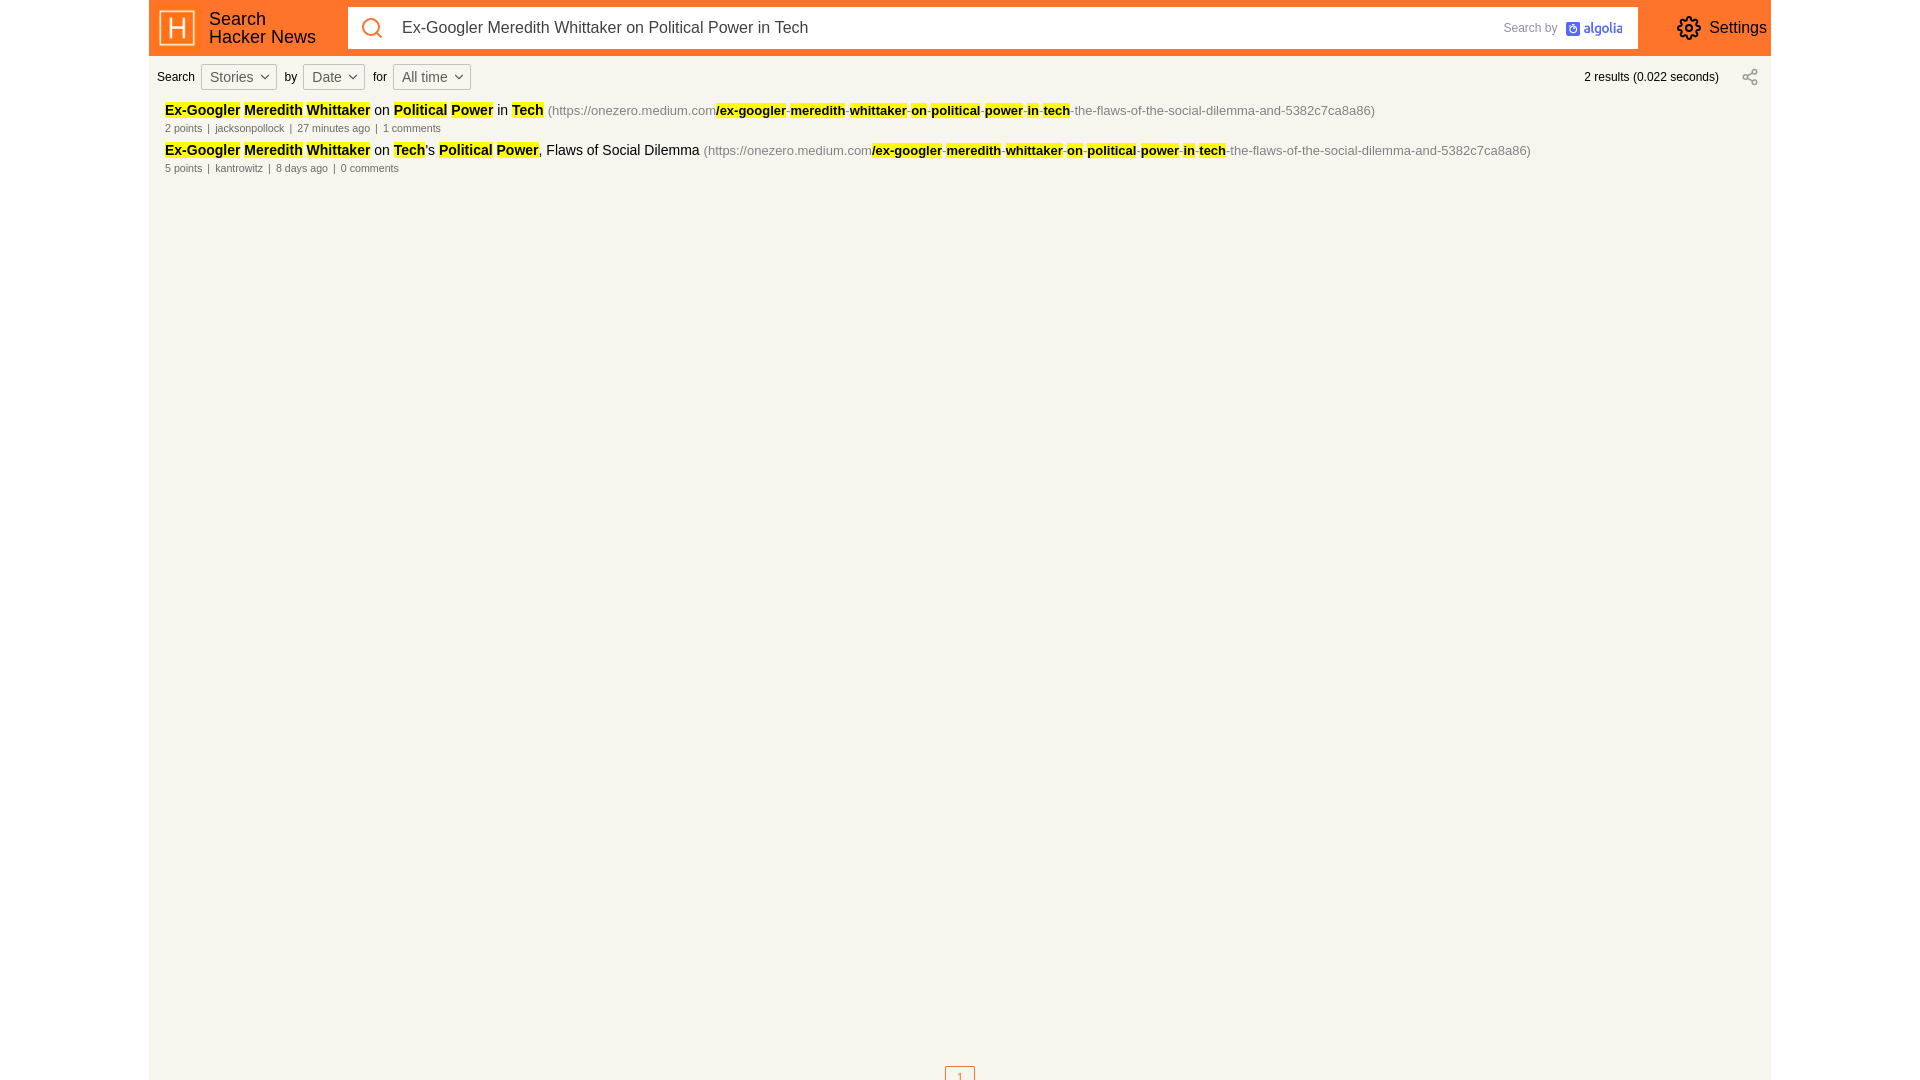 H Search Hacker News
Ex-Googler Meredith Whittaker on Political Power in Tech
Search by algolia
Settings
Search Stories by Date for All time
2 results (0.022 seconds)
Ex-Googler Meredith Whittaker on Political Power in Tech (https://onezero.medium.com/ex-googler-meredith-whittaker-on-political-power-in-tech-the-flaws-of-the-social-dilemma-and-5382c7ca8a86)
2 points | jacksonpollock | 27 minutes ago | 1 comments
Ex-Googler Meredith Whittaker on Tech's Political Power, Flaws of Social Dilemma (https://onezero.medium.com/ex-googler-meredith-whittaker-on-political-power-in-tech-the-flaws-of-the-social-dilemma-and-5382c7ca8a86)
5 points | kantrowitz | 8 days ago | 0 comments
1